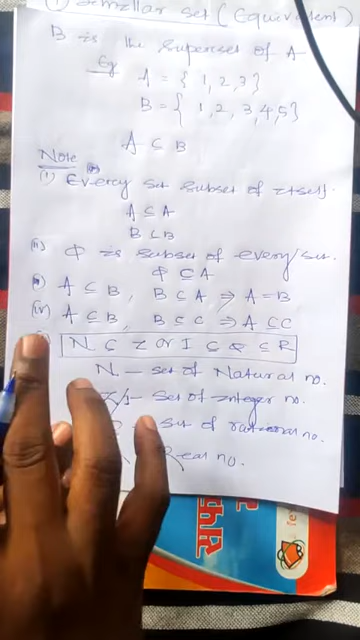 ① Simillar set (Equivalent)
B is the superset of A
Eg A = {1,2,3}
B = {1,2,3,4,5}
A ⊆ B
Note
(i) Every set subset of itself.
A ⊆ A
B ⊆ B
(ii) Φ is subset of every set.
Φ ⊆ A
A ⊆ B, B ⊆ A ⇒ A=B
(iv) A ⊆ B, B ⊆ C ⇒ A ⊆ C
N ⊆ Z or I ⊆ Q ⊆ R
N — set of Natural no.
Z/I — set of integer no.
set of rational no.
Real no.